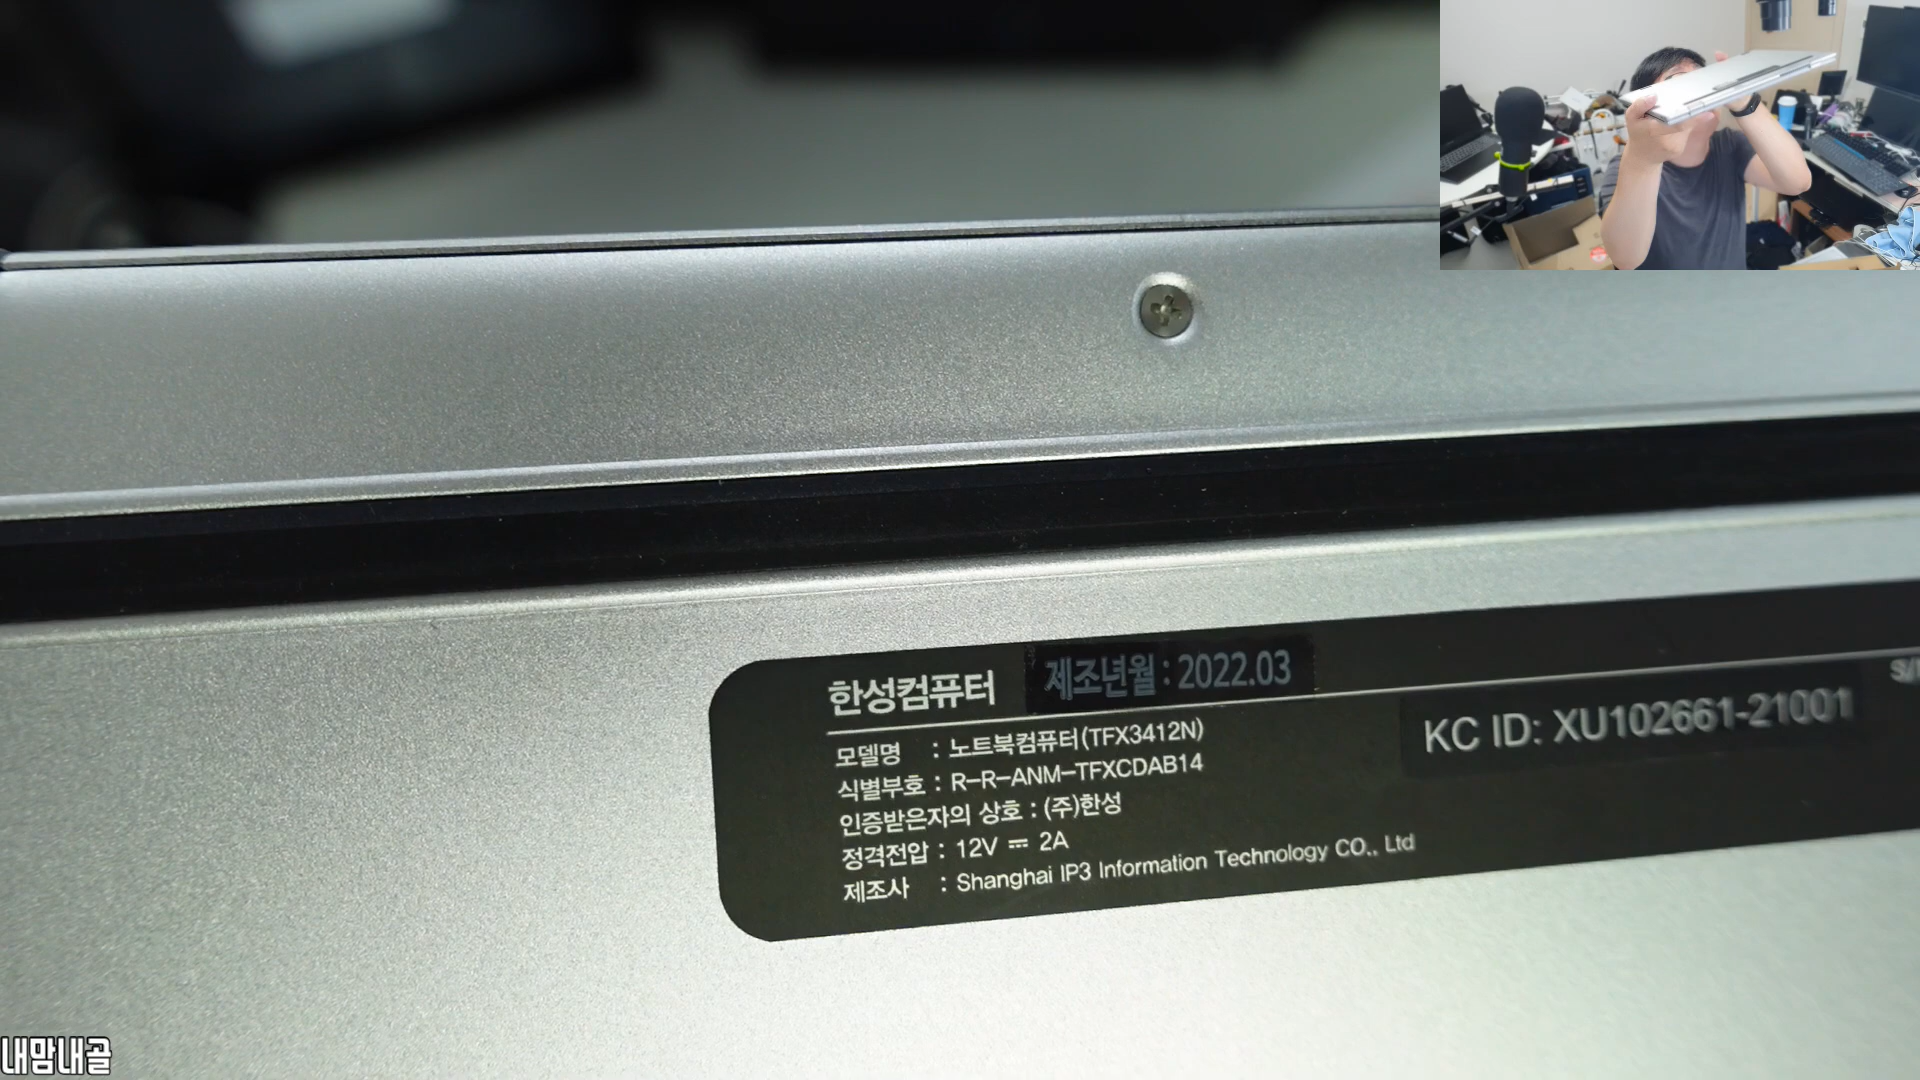 한성컴퓨터 제조년월 : 2022.03
모델명 : 노트북컴퓨터(TFX3412N)
식별부호 : R-R-ANM-TFXCDAB14
인증받은자의 상호 : (주)한성
정격전압 : 12V ⎓ 2A
제조사 : Shanghai IP3 Information Technology CO., Ltd
KC ID: XU102661-21001
내맘내골